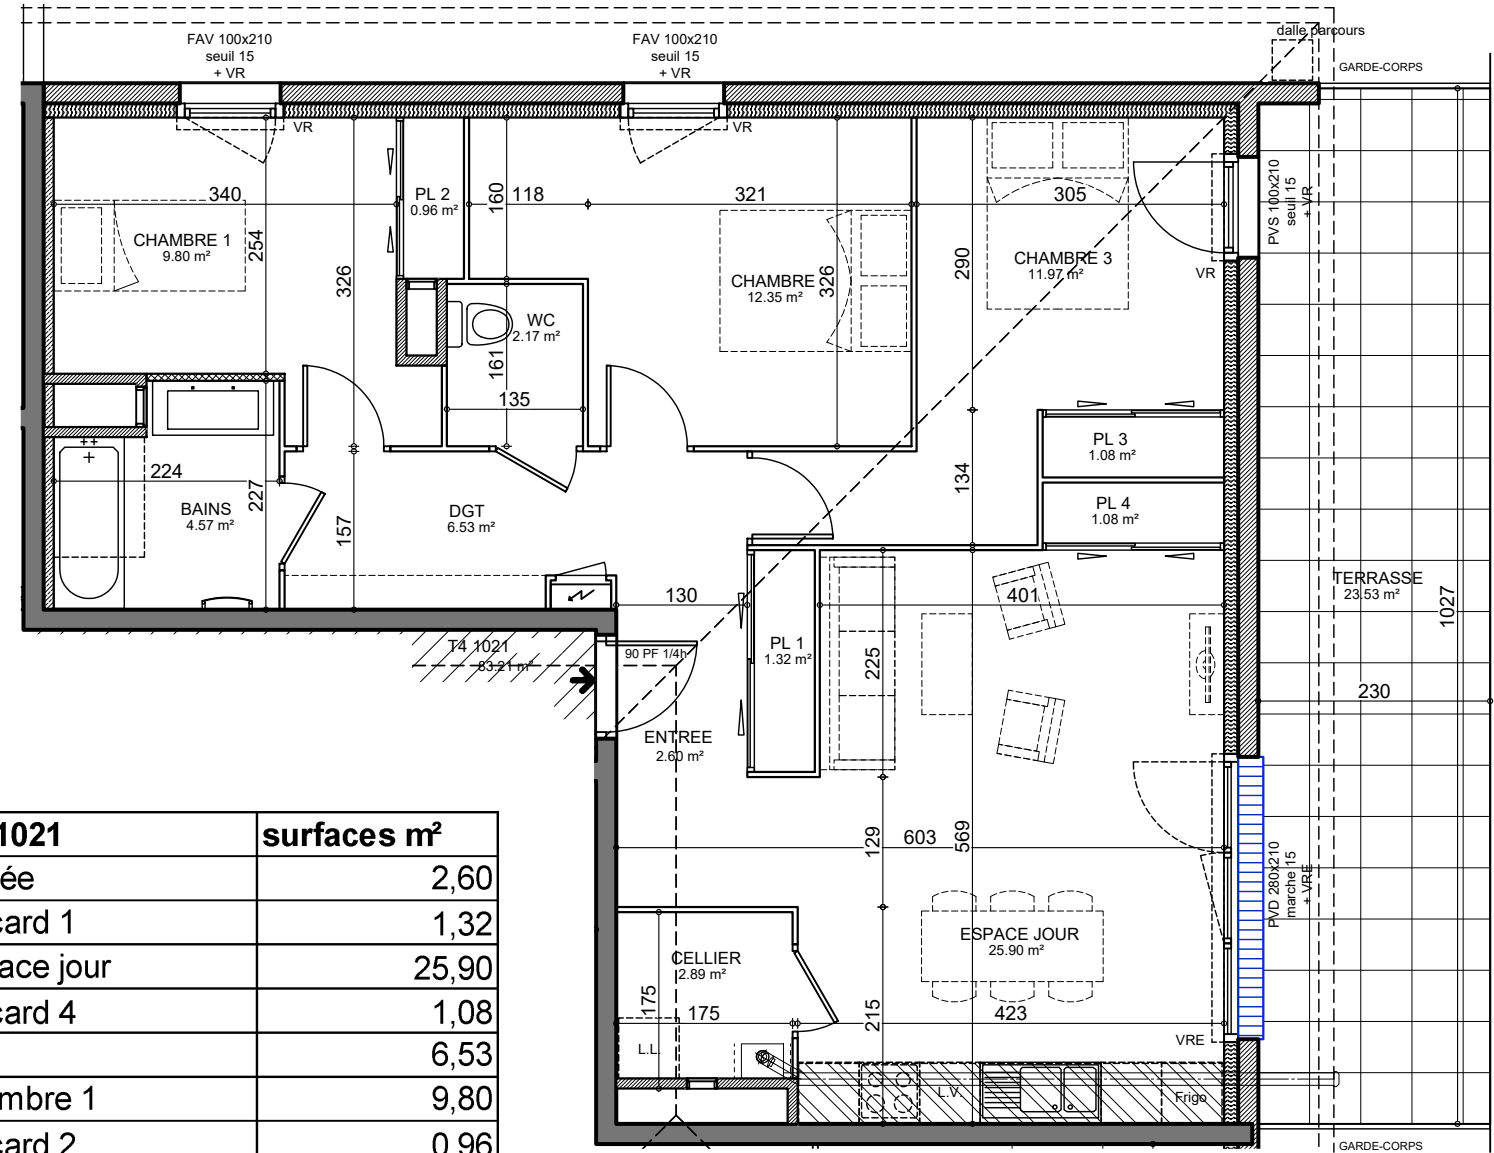 dalle parcours
FAV 100x210
seuil 15
+ VR
FAV 100x210
seuil 15
+ VR
GARDE-CORPS
VR
VR
340
PL 2
0.96 m²
160
118
321
305
PVS 100x210
seuil 15
+ VR
CHAMBRE 1
9.80 m²
254
326
CHAMBRE
12.35 m²
326
290
CHAMBRE 3
11.97 m²
VR
WC
2.17 m²
161
135
PL 3
1.08 m²
134
PL 4
1.08 m²
224
227
BAINS
4.57 m²
157
DGT
6.53 m²
130
401
TERRASSE
23.53 m²
1027
T4 1021
83.21 m²
90 PF 1/4h
PL 1
1.32 m²
225
230
ENTREE
2.60 m²
129
603
569
PVD 280x210
marche 15
+ VRE
ESPACE JOUR
25.90 m²
CELLIER
2.89 m²
175
175
215
423
VRE
L.L.
L.V.
Frigo
GARDE-CORPS
1021 surfaces m²
ée 2,60
card 1 1,32
ace jour 25,90
card 4 1,08
6,53
mbre 1 9,80
card 2 0,96